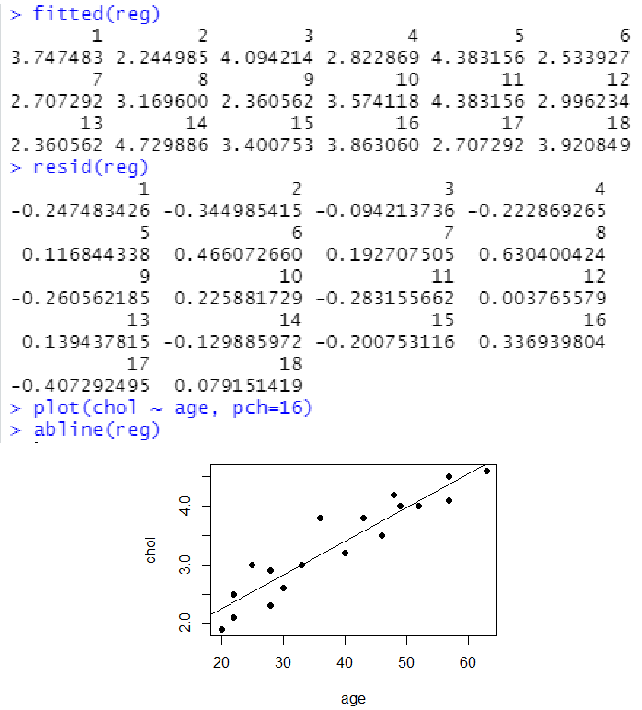 > fitted(reg)
1 2 3 4 5 6
3.747483 2.244985 4.094214 2.822869 4.383156 2.533927
7 8 9 10 11 12
2.707292 3.169600 2.360562 3.574118 4.383156 2.996234
13 14 15 16 17 18
2.360562 4.729886 3.400753 3.863060 2.707292 3.920849
> resid(reg)
1 2 3 4
-0.247483426 -0.344985415 -0.094213736 -0.222869265
5 6 7 8
0.116844338 0.466072660 0.192707505 0.630400424
9 10 11 12
-0.260562185 0.225881729 -0.283155662 0.003765579
13 14 15 16
0.139437815 -0.129885972 -0.200753116 0.336939804
17 18
-0.407292495 0.079151419
> plot(chol ~ age, pch=16)
> abline(reg)
4.0
3.0
2.0
chol
20 30 40 50 60
age